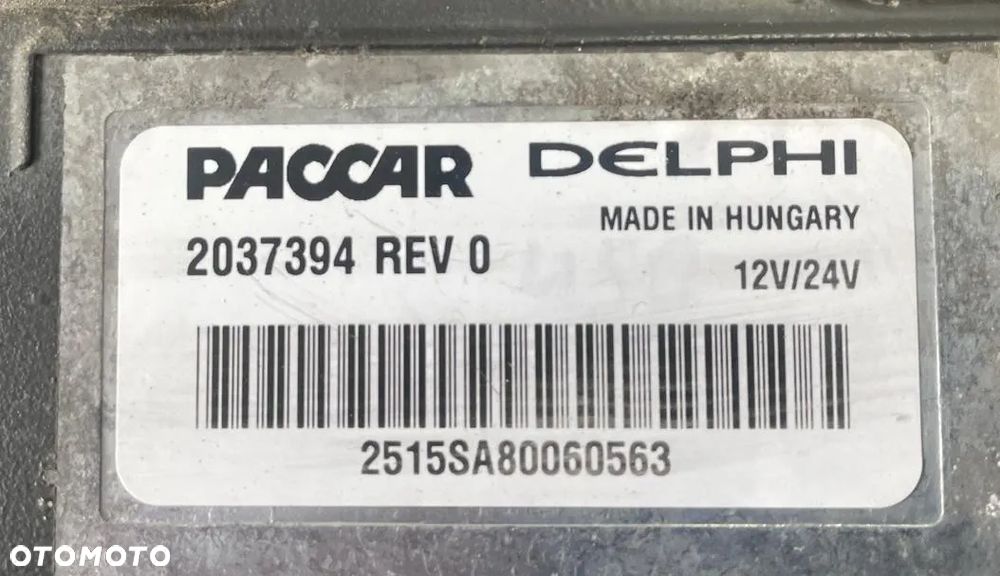 PACCAR DELPHI
MADE IN HUNGARY
2037394 REV 0
12V/24V
2515SA80060563
OTOMOTO